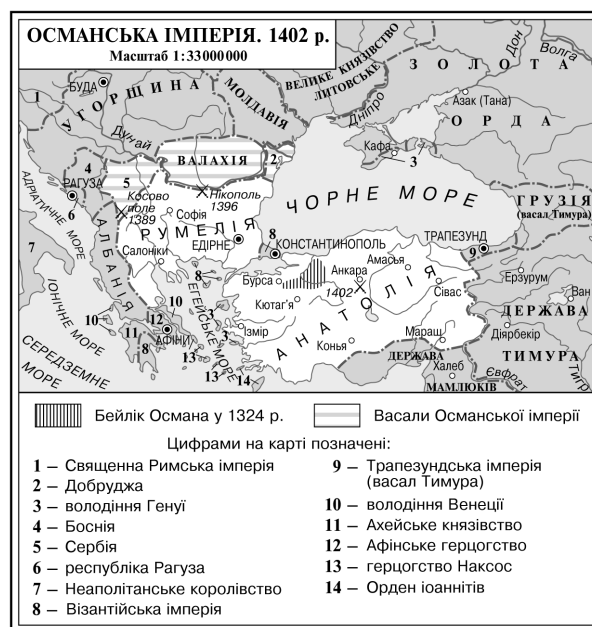 ОСМАНСЬКА ІМПЕРІЯ. 1402 р.
Масштаб 1:33000000
ВЕЛИКЕ КНЯЗІВСТВО
ЛИТОВСЬКЕ
ЗОЛОТА
ОРДА
Дон
Волга
Дніпро
Азак (Тана)
Кафа
3
1
БУДА
УГОРЩИНА
МОЛДАВІЯ
Дунай
ВАЛАХІЯ
2
4
5
РАГУЗА
6
АДРІАТИЧНЕ МОРЕ
Косово
поле
1389
Нікополь
1396
Софія
РУМЕЛІЯ
ЕДІРНЕ
8
КОНСТАНТИНОПОЛЬ
ЧОРНЕ МОРЕ
ГРУЗІЯ
(васал Тимура)
ТРАПЕЗУНД
9
7
АЛБАНІЯ
Салоніки
8
Бурса
Анкара
1402
Амасья
Сівас
Ерзурум
Ван
ІОНІЧНЕ МОРЕ
10
10
ЕГЕЙСЬКЕ МОРЕ
3
3
Кютаг'я
Ізмір
АНАТОЛІЯ
ДЕРЖАВА
ТИМУРА
Діярбекір
11
12
АФІНИ
8
13
13
14
Конья
Мараш
ДЕРЖАВА
МАМЛЮКІВ
Халеб
Євфрат
Тигр
СЕРЕДЗЕМНЕ
МОРЕ
Бейлік Османа у 1324 р.
Васали Османської імперії
Цифрами на карті позначені:
1 – Священна Римська імперія
2 – Добруджа
3 – володіння Генуї
4 – Боснія
5 – Сербія
6 – республіка Рагуза
7 – Неаполітанське королівство
8 – Візантійська імперія
9 – Трапезундська імперія
(васал Тимура)
10 – володіння Венеції
11 – Ахейське князівство
12 – Афінське герцогство
13 – герцогство Наксос
14 – Орден іоаннітів